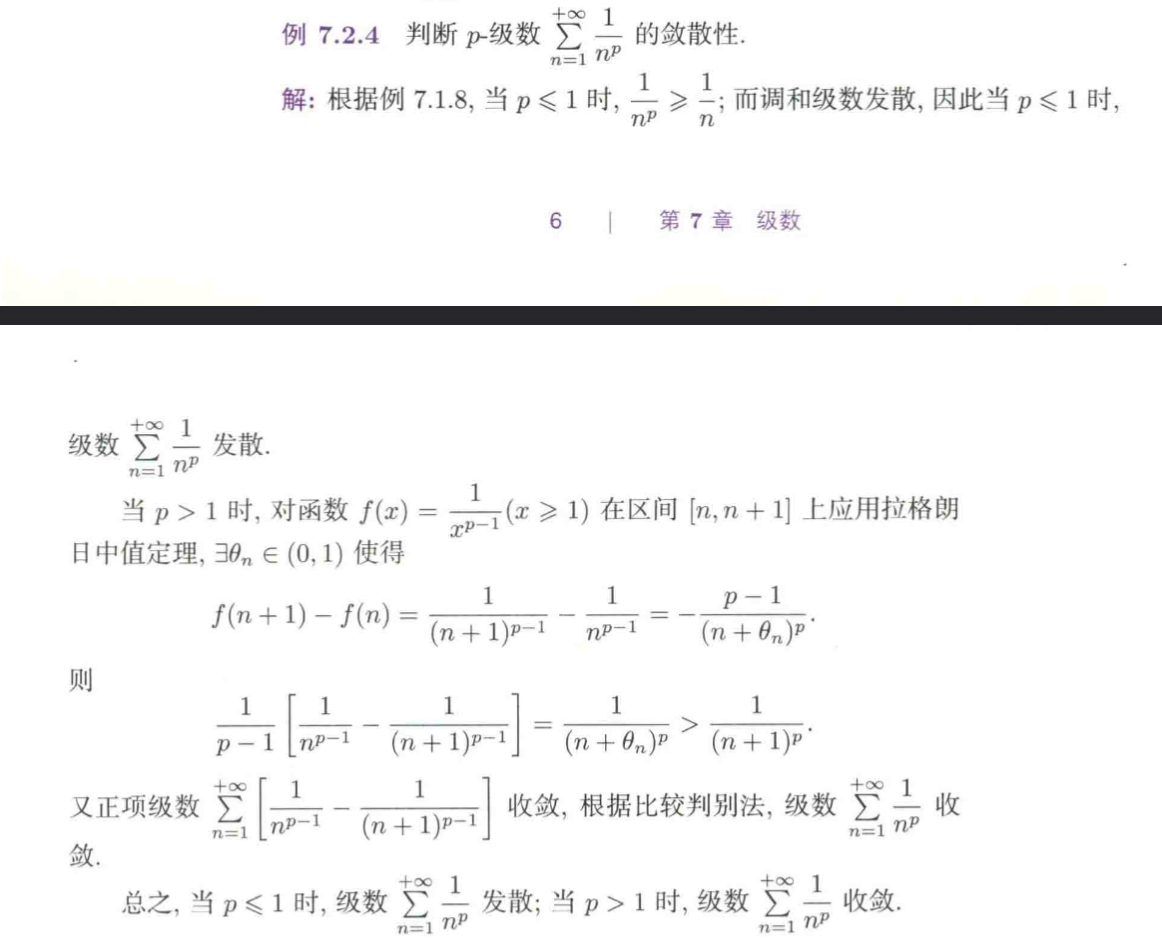 例 7.2.4 判断 p-级数 $\sum_{n=1}^{+\infty} \frac{1}{n^p}$ 的敛散性.
解: 根据例 7.1.8, 当 $p \leqslant 1$ 时, $\frac{1}{n^p} \geqslant \frac{1}{n}$; 而调和级数发散, 因此当 $p \leqslant 1$ 时,
6 | 第 7 章 级数
级数 $\sum_{n=1}^{+\infty} \frac{1}{n^p}$ 发散.
当 $p > 1$ 时, 对函数 $f(x) = \frac{1}{x^{p-1}} (x \geqslant 1)$ 在区间 $[n, n+1]$ 上应用拉格朗
日中值定理, $\exists \theta_n \in (0, 1)$ 使得
$f(n+1) - f(n) = \frac{1}{(n+1)^{p-1}} - \frac{1}{n^{p-1}} = -\frac{p-1}{(n+\theta_n)^p}.$
则
$\frac{1}{p-1} \left[ \frac{1}{n^{p-1}} - \frac{1}{(n+1)^{p-1}} \right] = \frac{1}{(n+\theta_n)^p} > \frac{1}{(n+1)^p}.$
又正项级数 $\sum_{n=1}^{+\infty} \left[ \frac{1}{n^{p-1}} - \frac{1}{(n+1)^{p-1}} \right]$ 收敛, 根据比较判别法, 级数 $\sum_{n=1}^{+\infty} \frac{1}{n^p}$ 收
敛.
总之, 当 $p \leqslant 1$ 时, 级数 $\sum_{n=1}^{+\infty} \frac{1}{n^p}$ 发散; 当 $p > 1$ 时, 级数 $\sum_{n=1}^{+\infty} \frac{1}{n^p}$ 收敛.